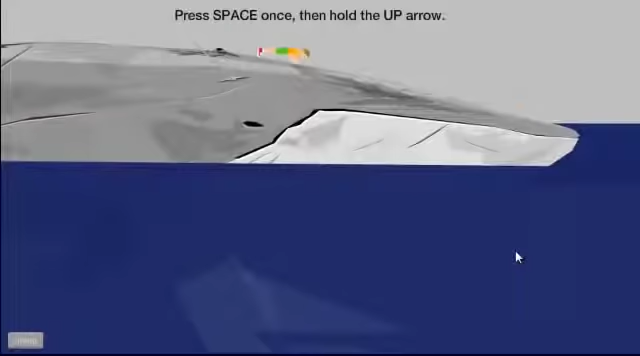 Press SPACE once, then hold the UP arrow.